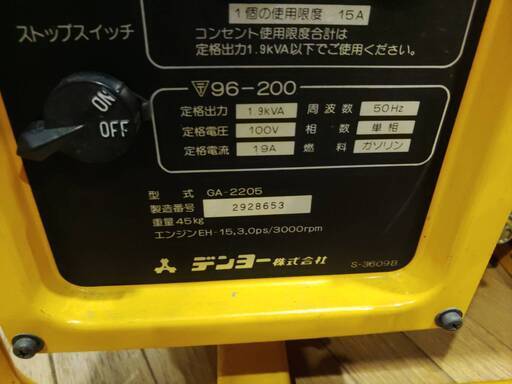 1個の使用限度 15A
コンセント使用限度合計は
定格出力1.9kVA以下でご使用ください。
ストップスイッチ
ON
OFF
96-200
定格出力 1.9kVA 周波数 50Hz
定格電圧 100V 相数 単相
定格電流 19A 燃料 ガソリン
型式 GA-2205
製造番号 2928653
重量45kg
エンジンEH-15,3.0ps/3000rpm
デンヨー株式会社
S-3609B